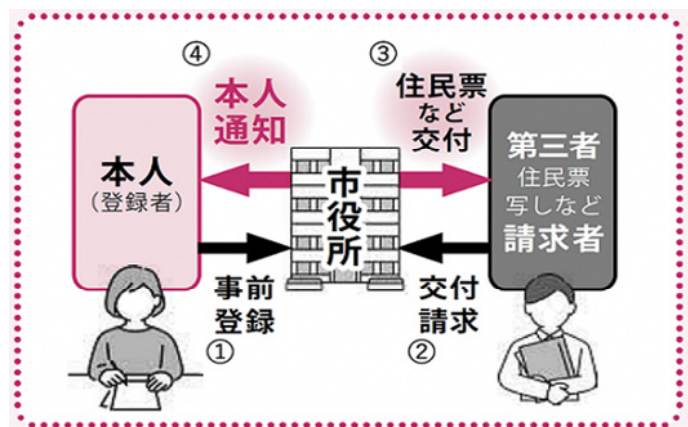 ④
本人
通知
③
住民票
など
交付
本人
(登録者)
市役所
第三者
住民票
写しなど
請求者
事前
登録
①
交付
請求
②